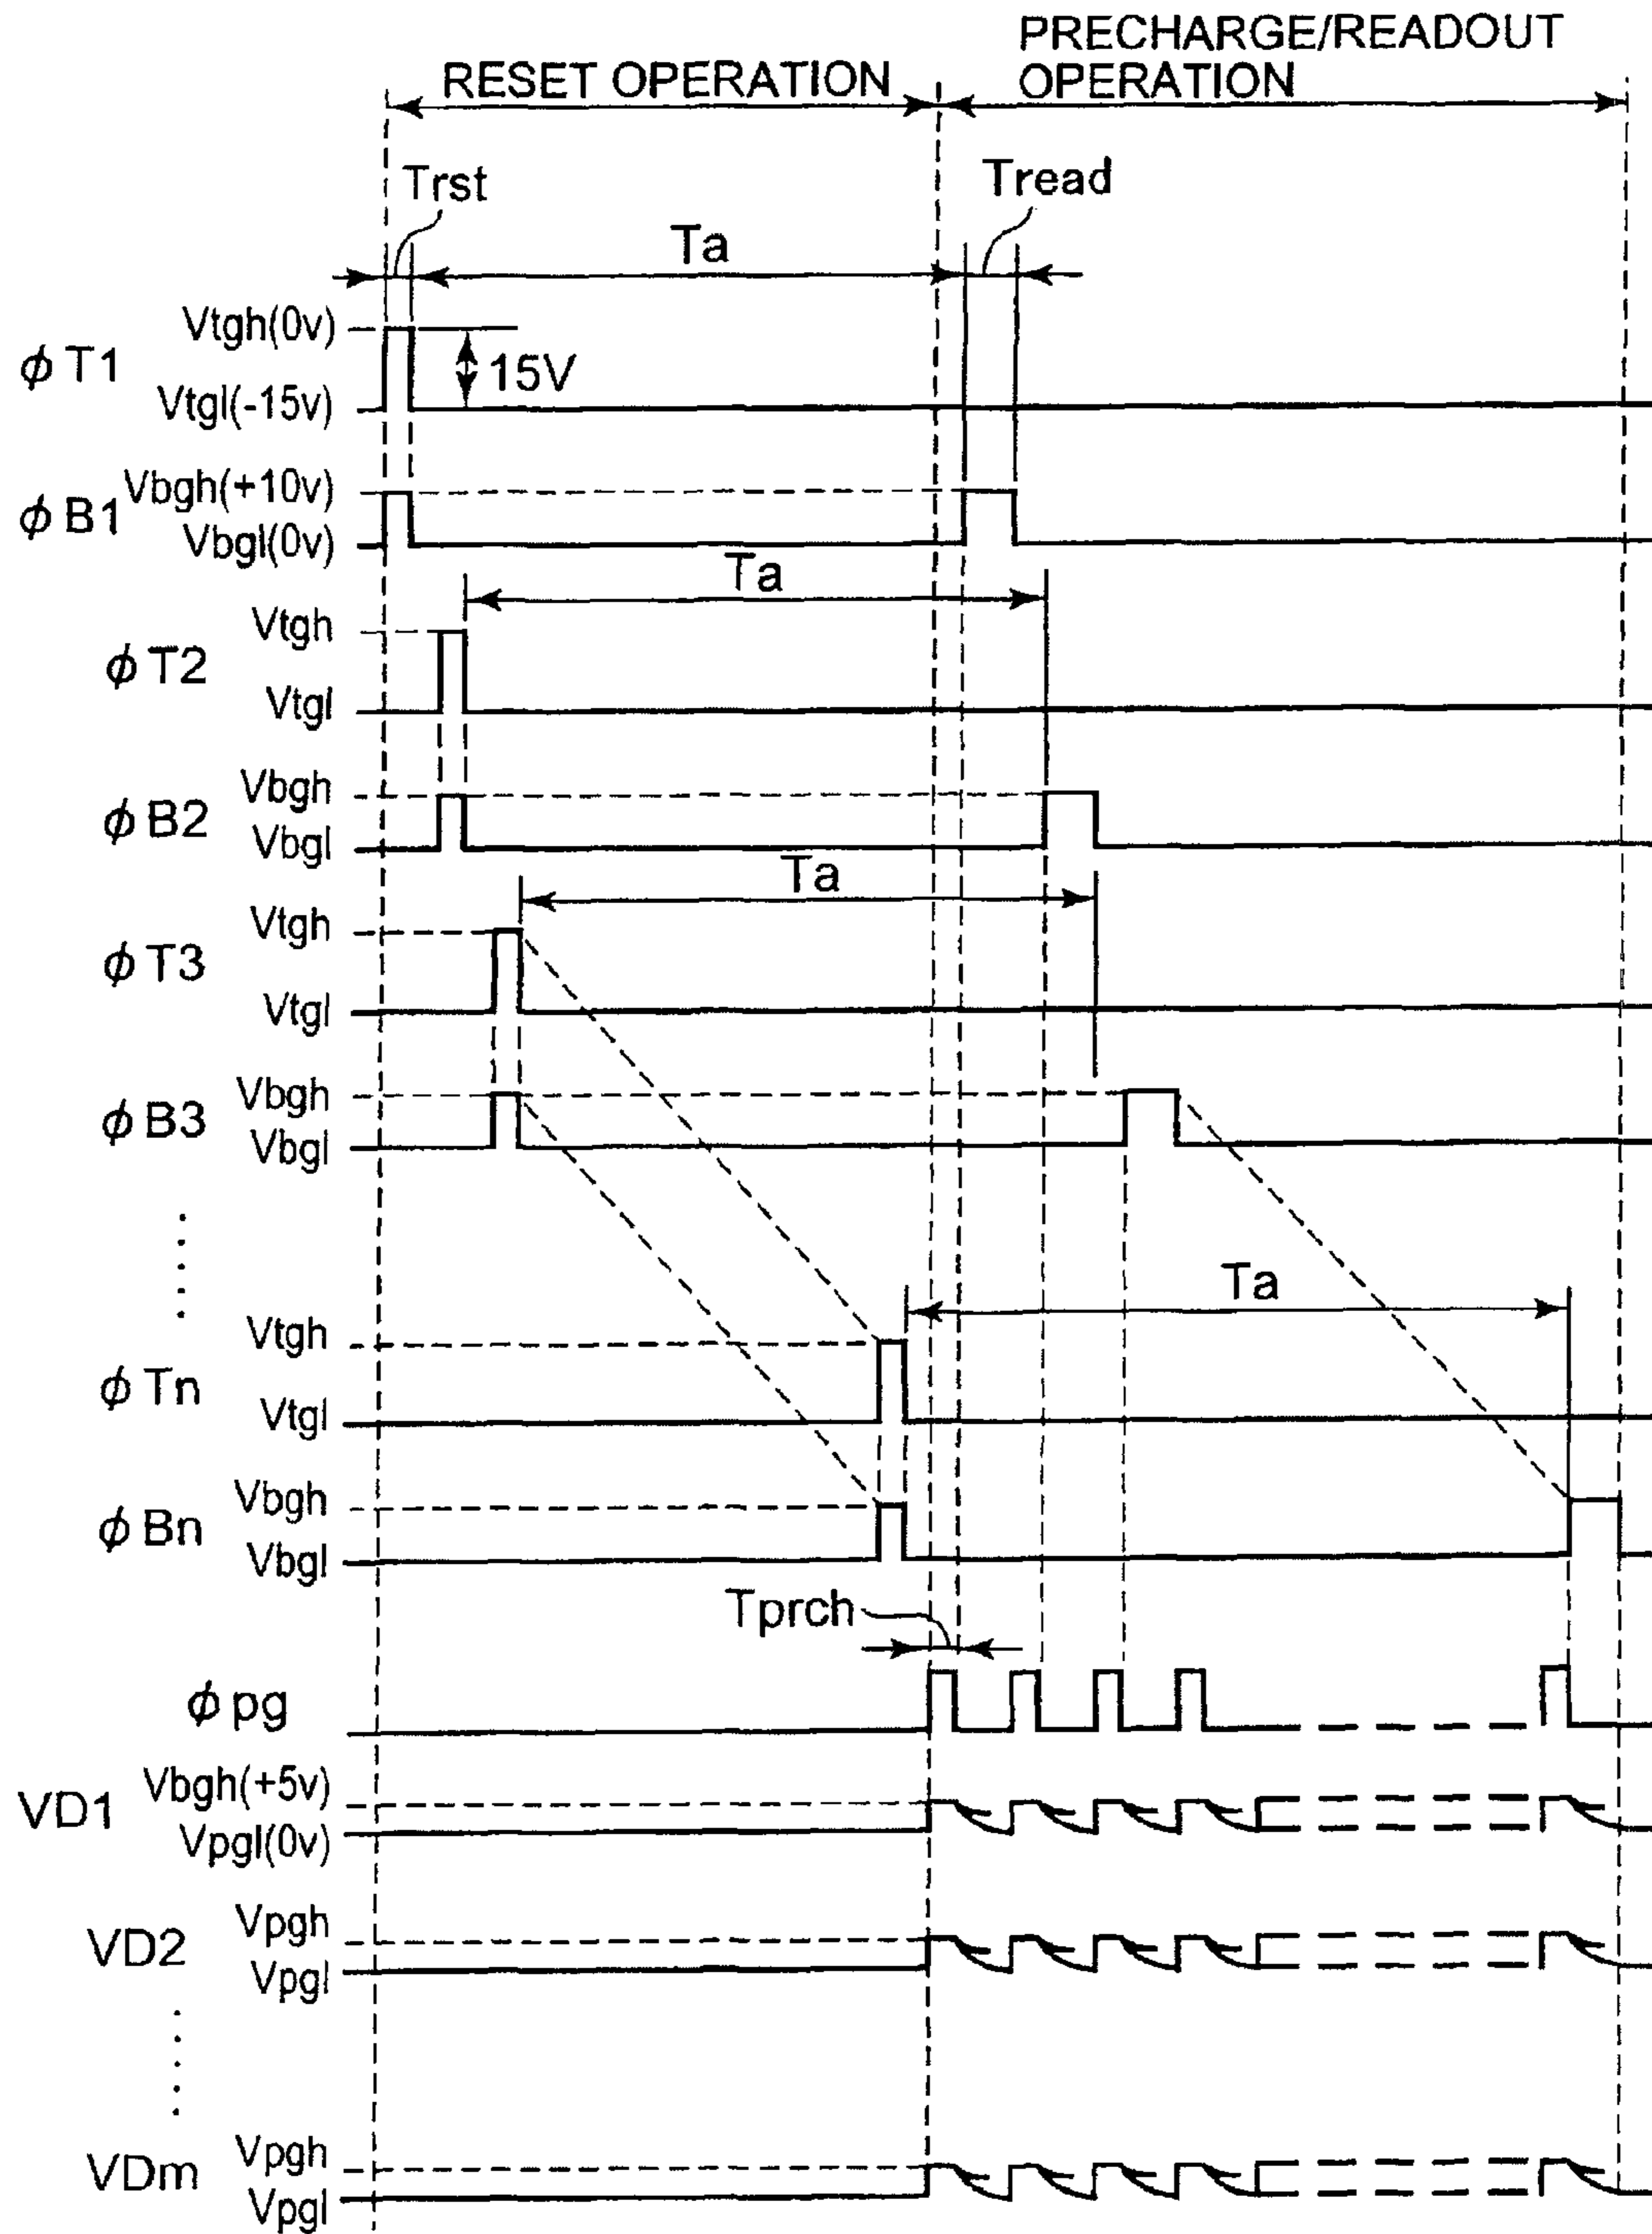 PRECHARGE/READOUT
RESET OPERATION
OPERATION
Trst
Tread
Ta
Vtgh(0v)
ϕT1
15V
Vtgl(-15v)
Vbgh(+10v)
ϕB1
Vbgl(0v)
Ta
Vtgh
ϕT2
Vtgl
Vbgh
ϕB2
Vbgl
Ta
Vtgh
ϕT3
Vtgl
Vbgh
ϕB3
Vbgl
Ta
Vtgh
ϕTn
Vtgl
Vbgh
ϕBn
Vbgl
Tprch
ϕpg
Vbgh(+5v)
VD1
Vpgl(0v)
Vpgh
VD2
Vpgl
Vpgh
VDm
Vpgl